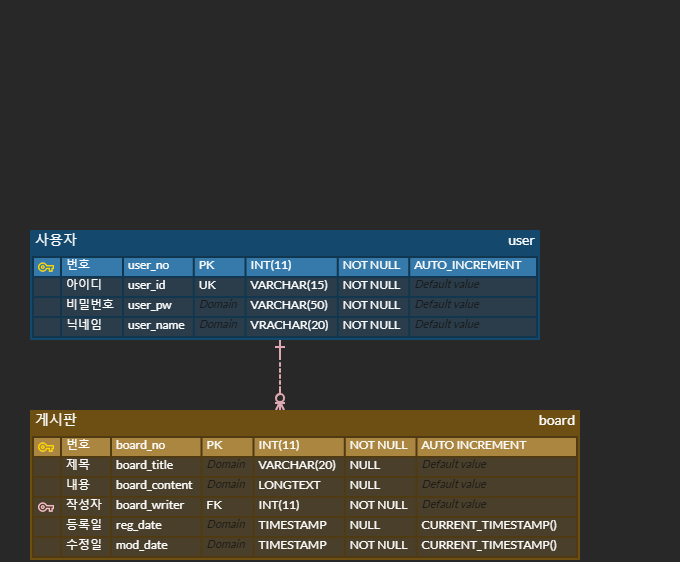 사용자 user
번호 user_no PK INT(11) NOT NULL AUTO_INCREMENT
아이디 user_id UK VARCHAR(15) NOT NULL Default value
비밀번호 user_pw Domain VARCHAR(50) NOT NULL Default value
닉네임 user_name Domain VRACHAR(20) NOT NULL Default value
게시판 board
번호 board_no PK INT(11) NOT NULL AUTO INCREMENT
제목 board_title Domain VARCHAR(20) NULL Default value
내용 board_content Domain LONGTEXT NULL Default value
작성자 board_writer FK INT(11) NOT NULL Default value
등록일 reg_date Domain TIMESTAMP NULL CURRENT_TIMESTAMP()
수정일 mod_date Domain TIMESTAMP NOT NULL CURRENT_TIMESTAMP()